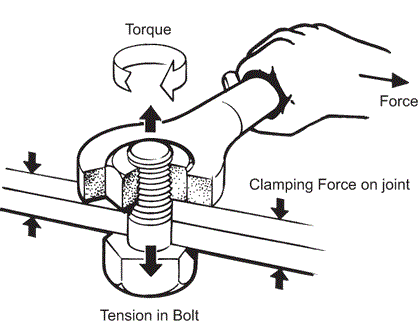 Torque
Force
Clamping Force on joint
Tension in Bolt